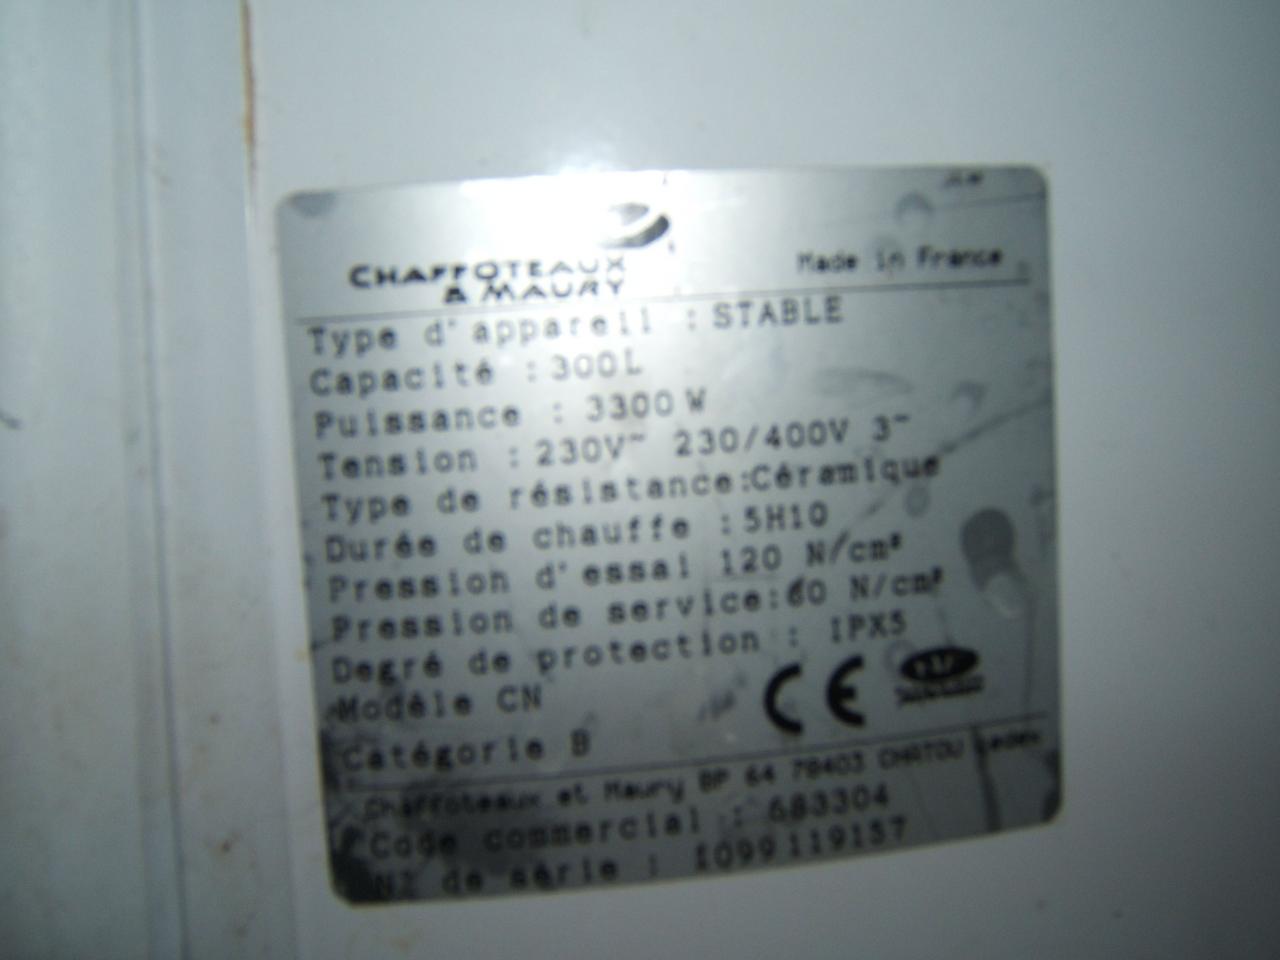 CHAFFOTEAUX
& MAURY
Made in France
Type d'appareil : STABLE
Capacité : 300L
Puissance : 3300 W
Tension : 230V~ 230/400V 3~
Type de résistance:Céramique
Durée de chauffe : 5H10
Pression d'essai 120 N/cm²
Pression de service:60 N/cm²
Degré de protection : IPX5
Modèle CN
CE
Catégorie B
Chaffoteaux et Maury BP 64 78403 CHATOU Cedex
Code commercial : 683304
N? de série : 1099119157